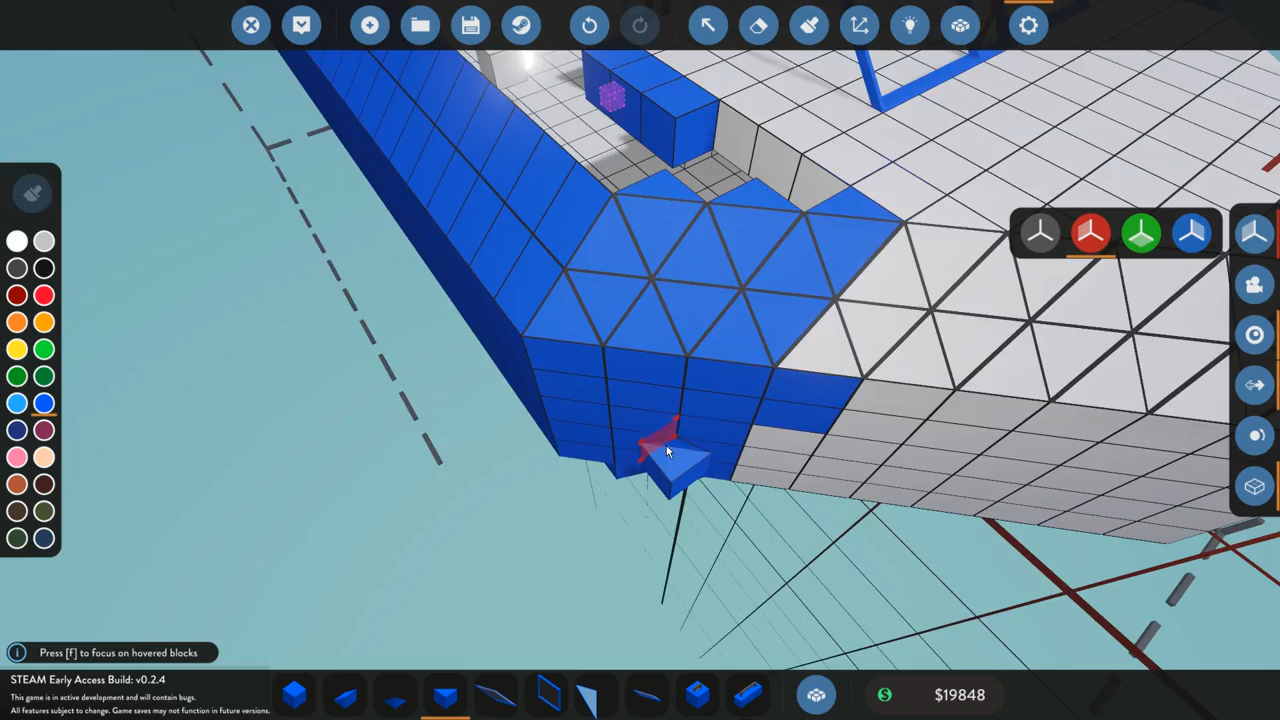 Press [f] to focus on hovered blocks
STEAM Early Access Build: v0.2.4
This game is in active development and will contain bugs.
All features subject to change. Game saves may not function in future versions.
$
$19848